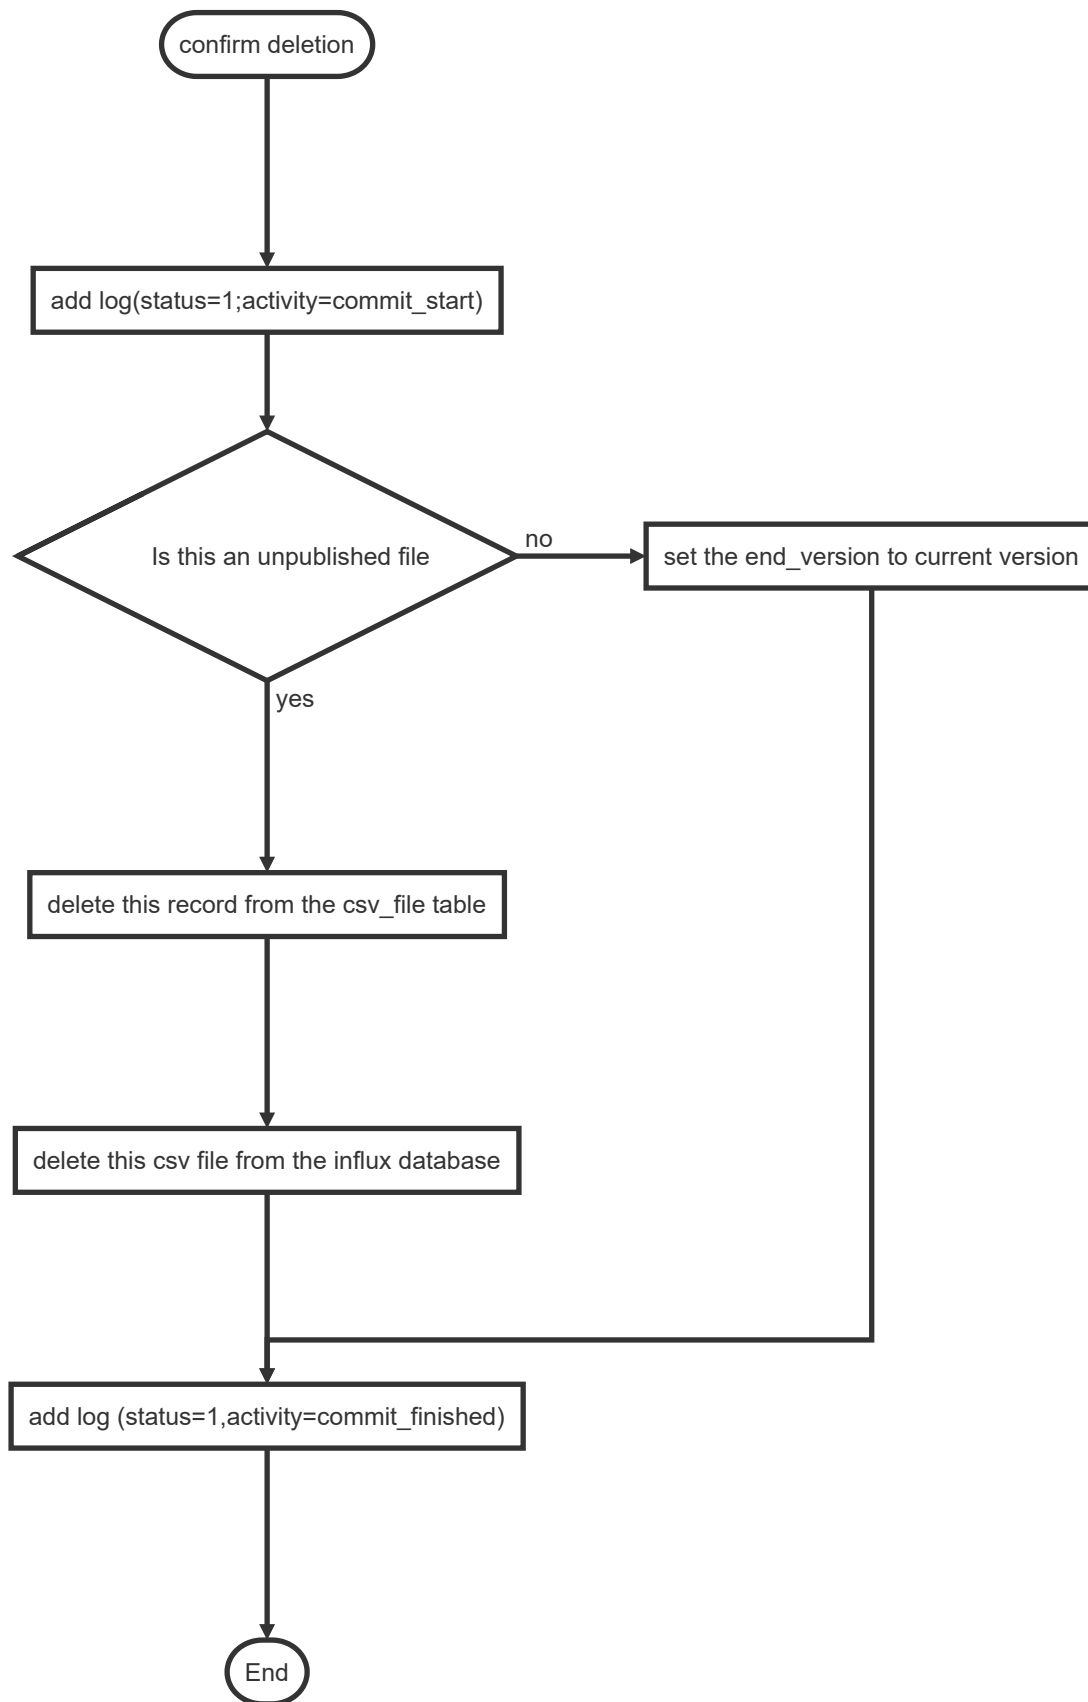 confirm deletion
add log(status=1;activity=commit_start)
Is this an unpublished file
no
set the end_version to current version
yes
delete this record from the csv_file table
delete this csv file from the influx database
add log (status=1,activity=commit_finished)
End